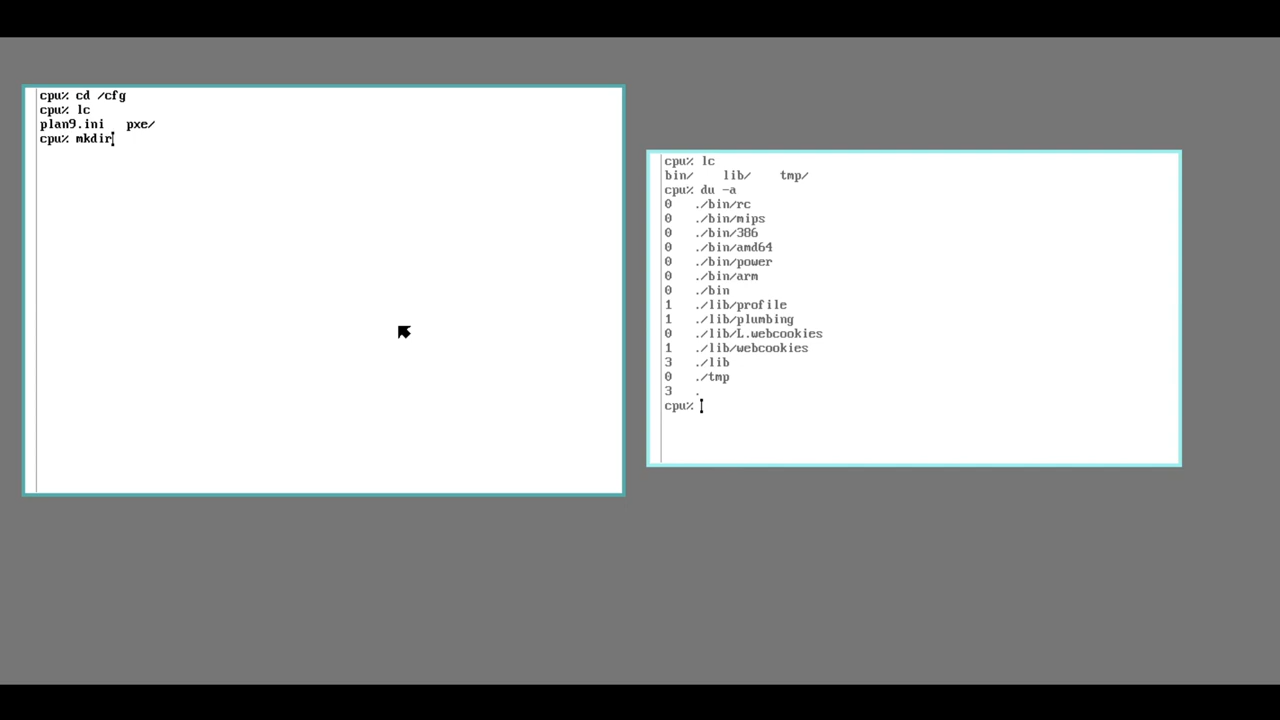 cpu% cd /cfg
cpu% lc
plan9.ini   pxe/
cpu% mkdir
cpu% lc
bin/    lib/    tmp/
cpu% du -a
0   ./bin/rc
0   ./bin/mips
0   ./bin/386
0   ./bin/amd64
0   ./bin/power
0   ./bin/arm
0   ./bin
1   ./lib/profile
1   ./lib/plumbing
0   ./lib/L.webcookies
1   ./lib/webcookies
3   ./lib
0   ./tmp
3   .
cpu%